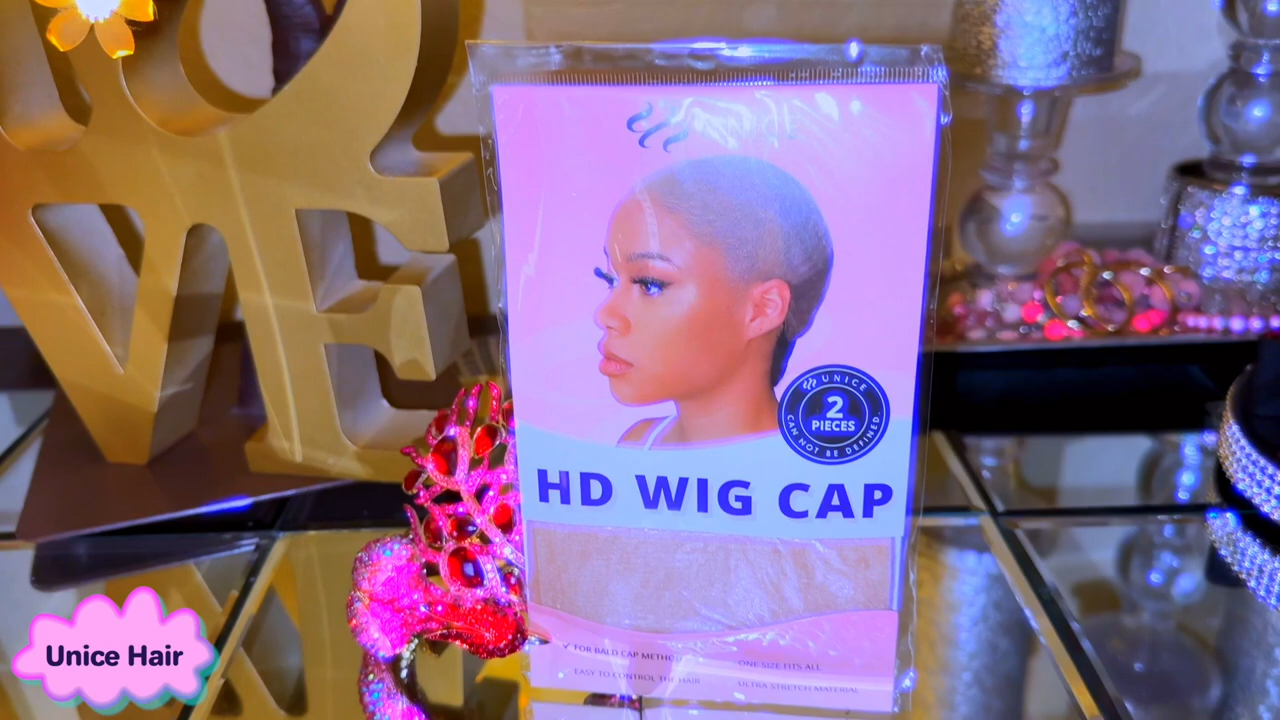 UNICE
UNICE
2
PIECES
CAN NOT BE DEFINED.
HD WIG CAP
✓ FOR BALD CAP METHOD
ONE SIZE FITS ALL
EASY TO CONTROL THE HAIR
ULTRA STRETCH MATERIAL
Unice Hair